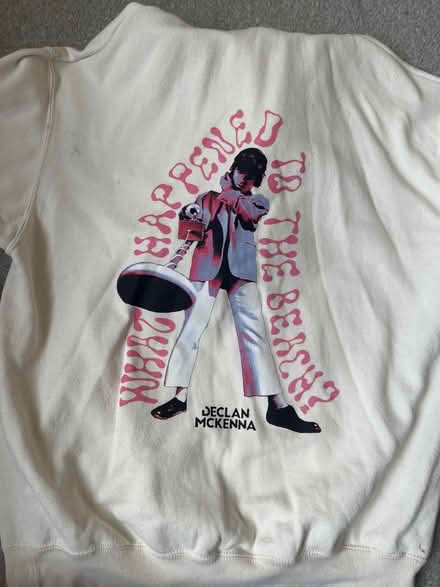 WHAT HAPPENED TO THE BEACH?
DECLAN
MCKENNA